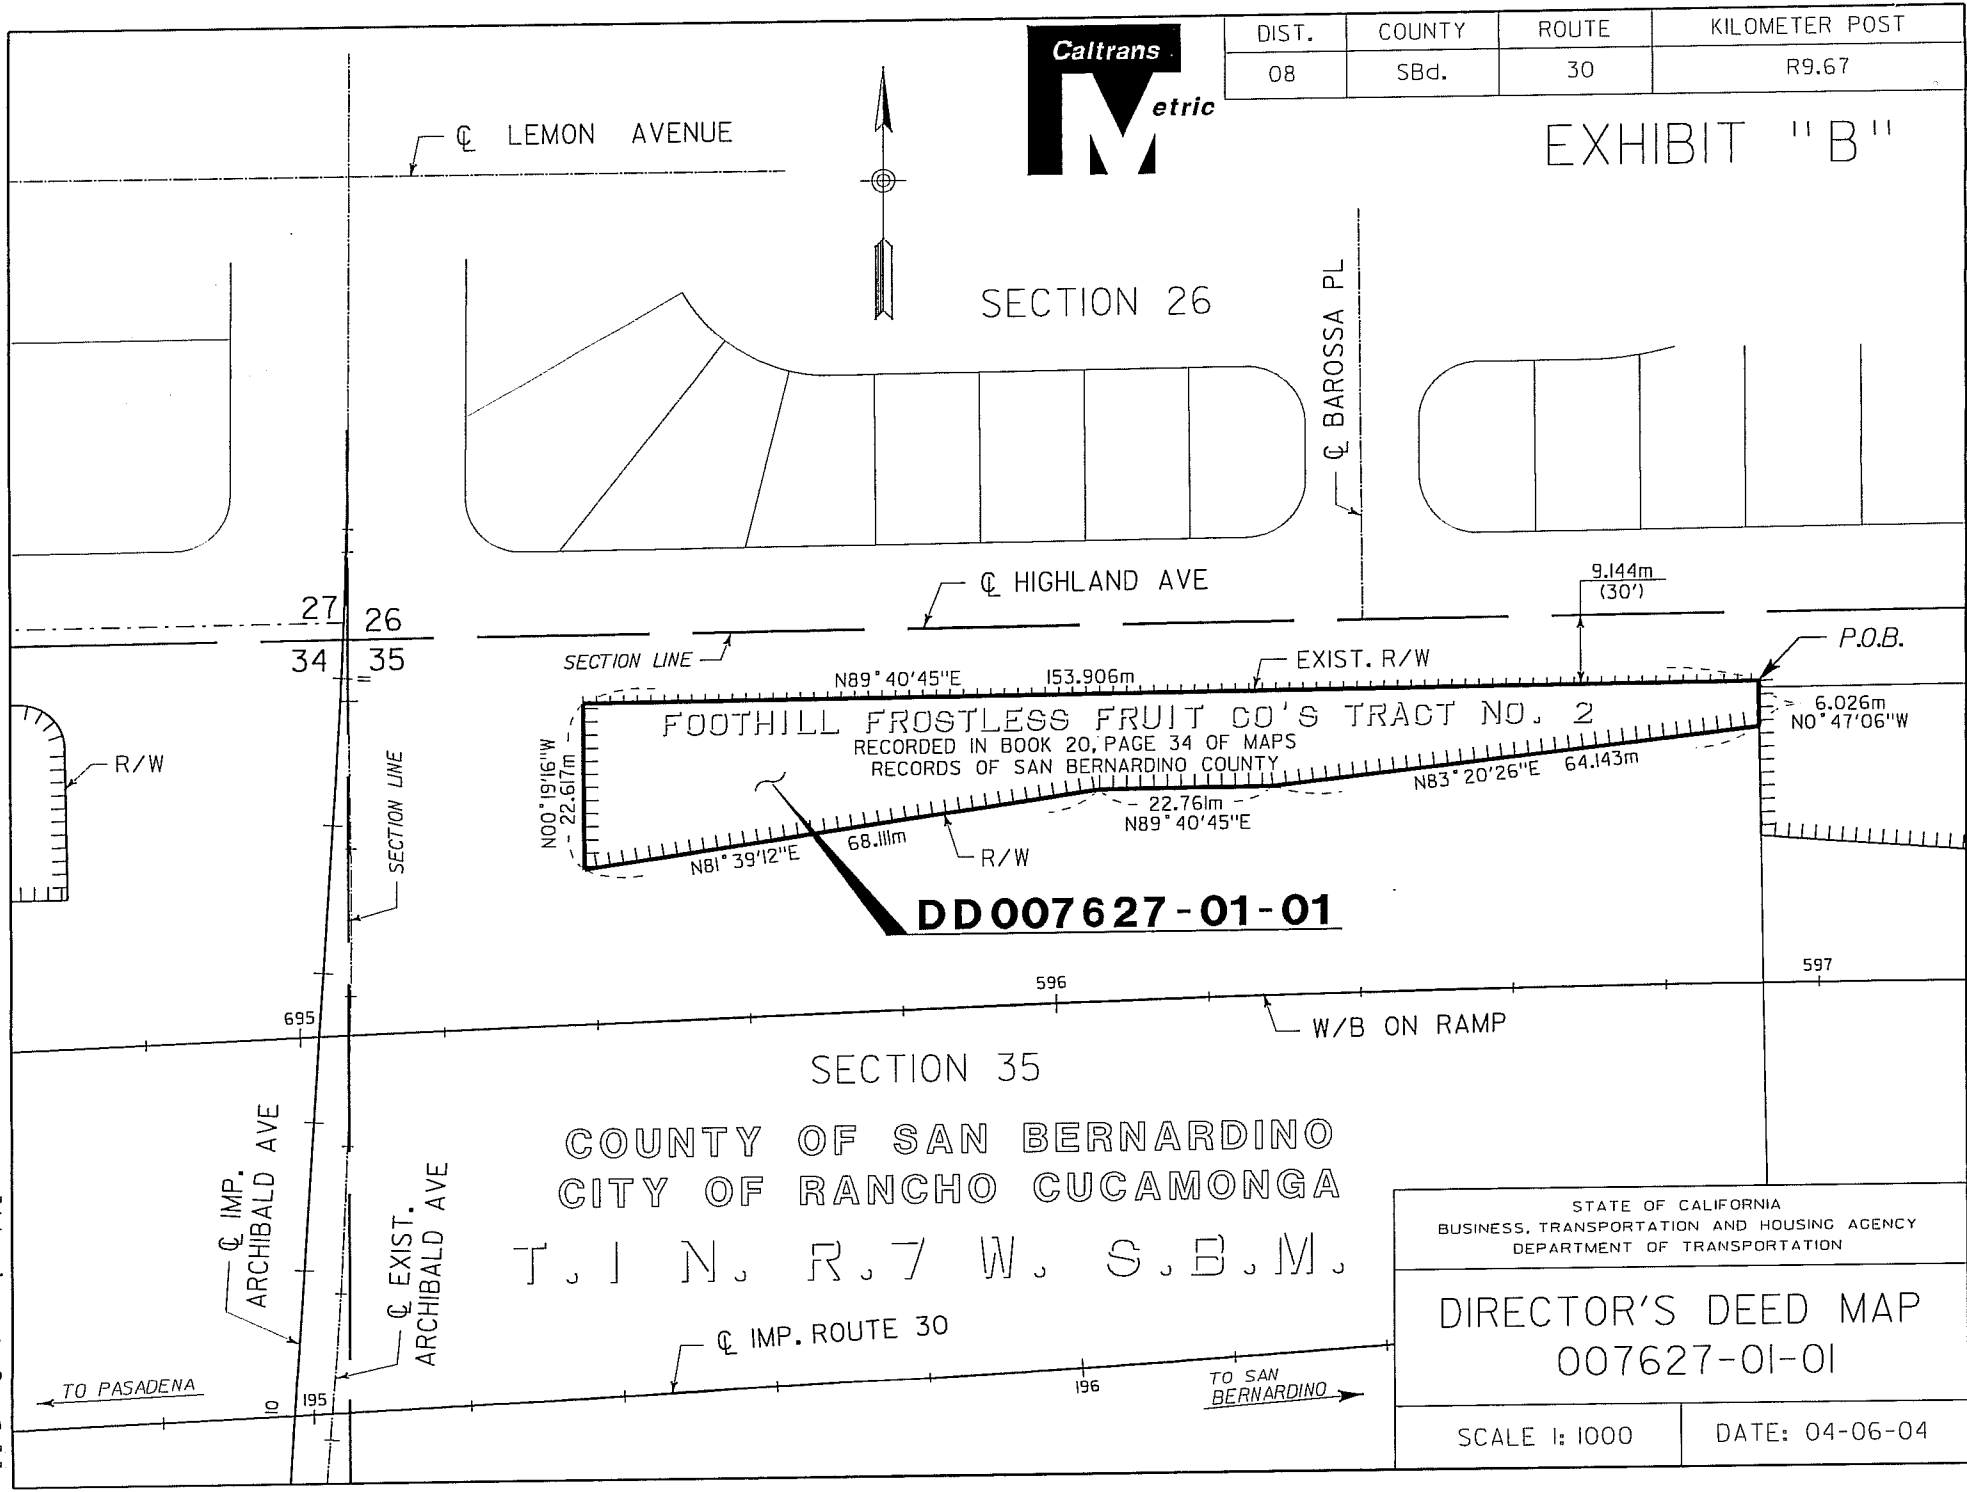 Caltrans
Metric
DIST. COUNTY ROUTE KILOMETER POST
08 SBd. 30 R9.67
EXHIBIT "B"
℄ LEMON AVENUE
SECTION 26
℄ BAROSSA PL
℄ HIGHLAND AVE
9.144m
(30')
27 26
34 35
SECTION LINE
EXIST. R/W
P.O.B.
N89°40'45"E 153.906m
FOOTHILL FROSTLESS FRUIT CO'S TRACT NO. 2
RECORDED IN BOOK 20, PAGE 34 OF MAPS
RECORDS OF SAN BERNARDINO COUNTY
6.026m
N0°47'06"W
N00°19'16"W
22.617m
R/W
SECTION LINE
N83°20'26"E 64.143m
22.761m
N89°40'45"E
N81°39'12"E 68.111m
R/W
DD007627-01-01
596
597
695
W/B ON RAMP
SECTION 35
COUNTY OF SAN BERNARDINO
CITY OF RANCHO CUCAMONGA
T. 1 N. R. 7 W. S.B.M.
℄ IMP.
ARCHIBALD AVE
℄ EXIST.
ARCHIBALD AVE
℄ IMP. ROUTE 30
TO PASADENA
10
195
196
TO SAN
BERNARDINO
STATE OF CALIFORNIA
BUSINESS, TRANSPORTATION AND HOUSING AGENCY
DEPARTMENT OF TRANSPORTATION
DIRECTOR'S DEED MAP
007627-01-01
SCALE 1: 1000
DATE: 04-06-04